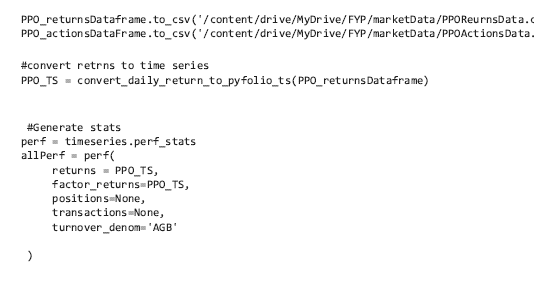 PPO_returnsDataframe.to_csv('/content/drive/MyDrive/FYP/marketData/PPOReurnsData.c
PPO_actionsDataFrame.to_csv('/content/drive/MyDrive/FYP/marketData/PPOActionsData.
#convert retrns to time series
PPO_TS = convert_daily_return_to_pyfolio_ts(PPO_returnsDataframe)
#Generate stats
perf = timeseries.perf_stats
allPerf = perf(
returns = PPO_TS,
factor_returns=PPO_TS,
positions=None,
transactions=None,
turnover_denom='AGB'
)